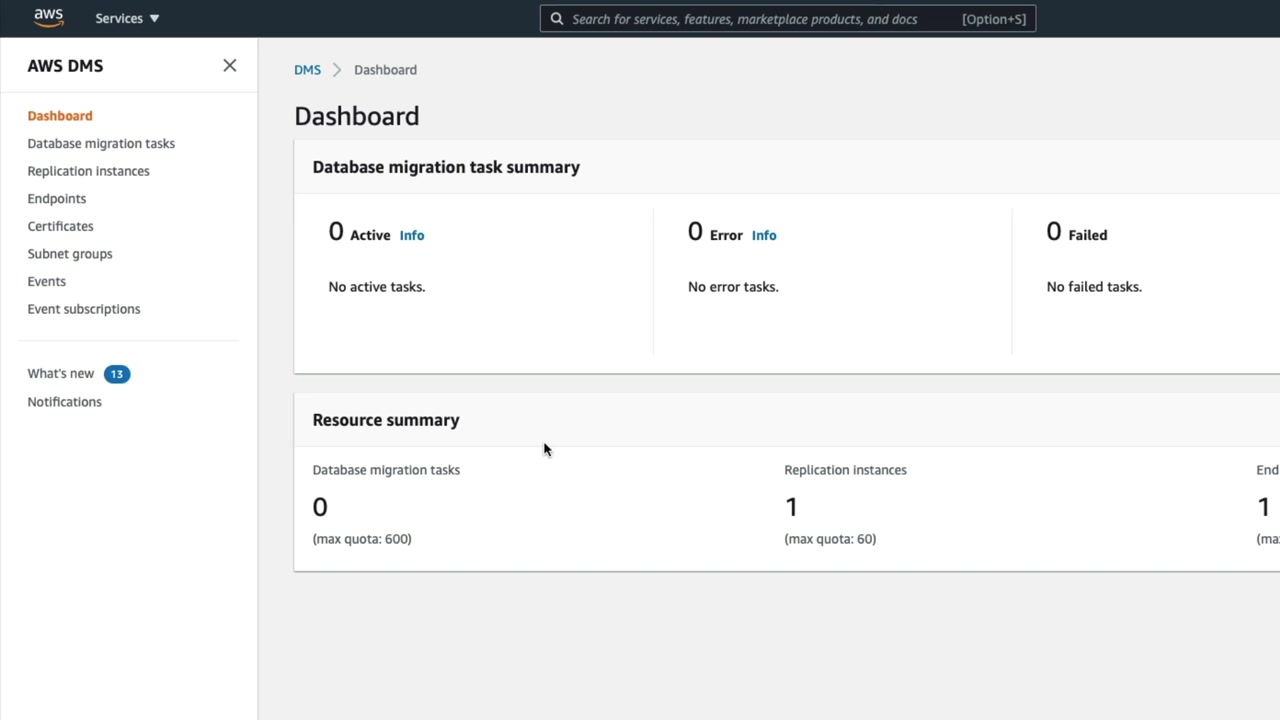 aws
Services ▼
Search for services, features, marketplace products, and docs [Option+S]
AWS DMS
DMS > Dashboard
Dashboard
Database migration tasks
Replication instances
Endpoints
Certificates
Subnet groups
Events
Event subscriptions
What's new 13
Notifications
Dashboard
Database migration task summary
0 Active Info
No active tasks.
0 Error Info
No error tasks.
0 Failed
No failed tasks.
Resource summary
Database migration tasks
0
(max quota: 600)
Replication instances
1
(max quota: 60)
End
1
(ma